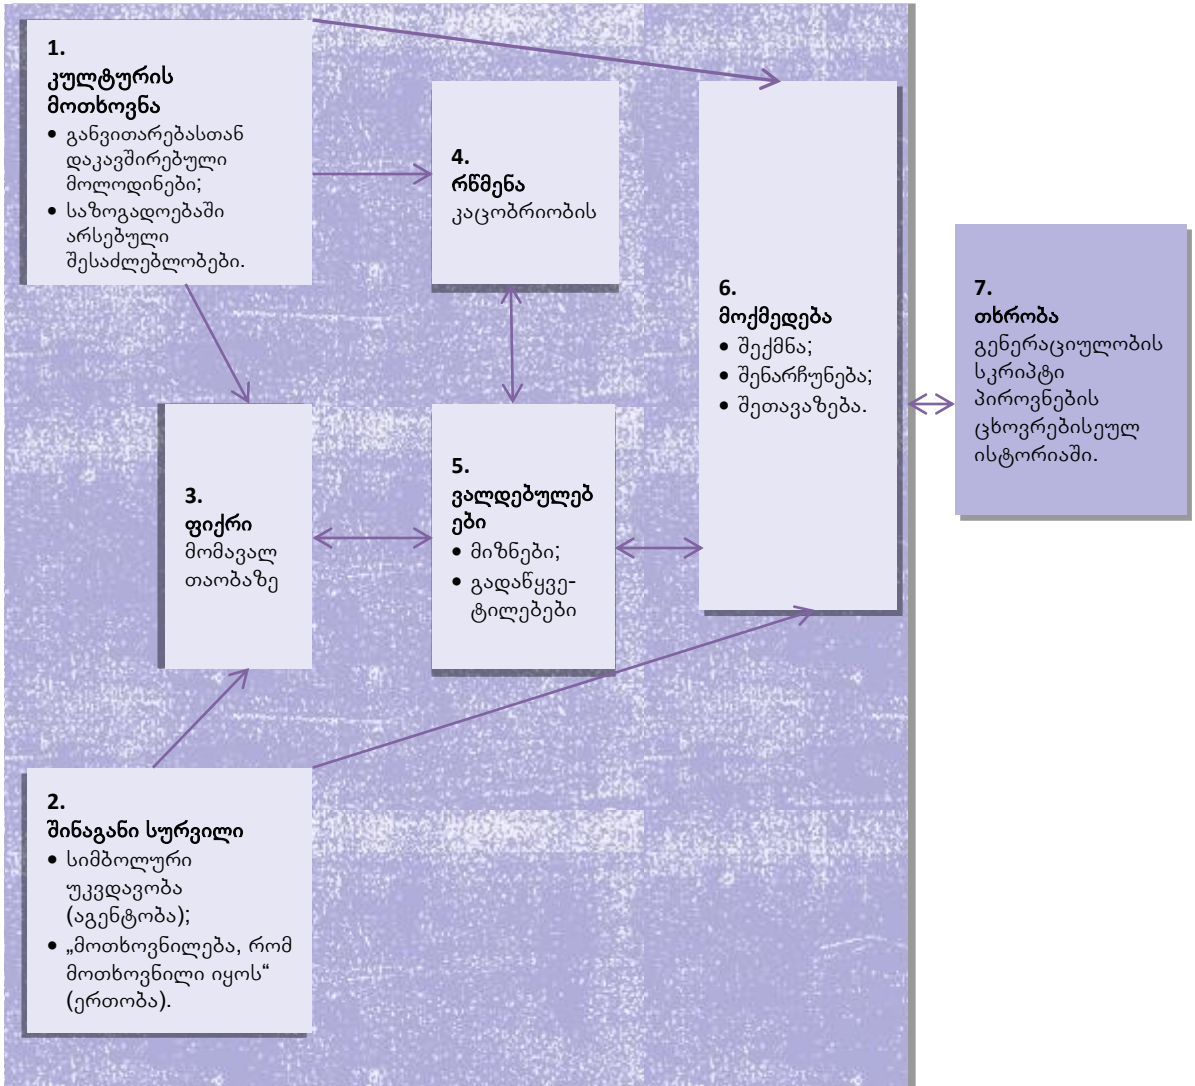 1.
კულტურის
მოთხოვნა
• განვითარებასთან
დაკავშირებული
მოლოდინები;
• საზოგადოებაში
არსებული
შესაძლებლობები.
2.
შინაგანი სურვილი
• სიმბოლური
უკვდავობა
(აგენტობა);
• „მოთხოვნილება, რომ
მოთხოვნილი იყოს“
(ერთობა).
3.
ფიქრი
მომავალ
თაობაზე
4.
რწმენა
კაცობრიობის
5.
ვალდებულებ
ები
• მიზნები;
• გადაწყვე-
ტილებები
6.
მოქმედება
• შექმნა;
• შენარჩუნება;
• შეთავაზება.
7.
თხრობა
გენერაციულობის
სკრიპტი
პიროვნების
ცხოვრებისეულ
ისტორიაში.